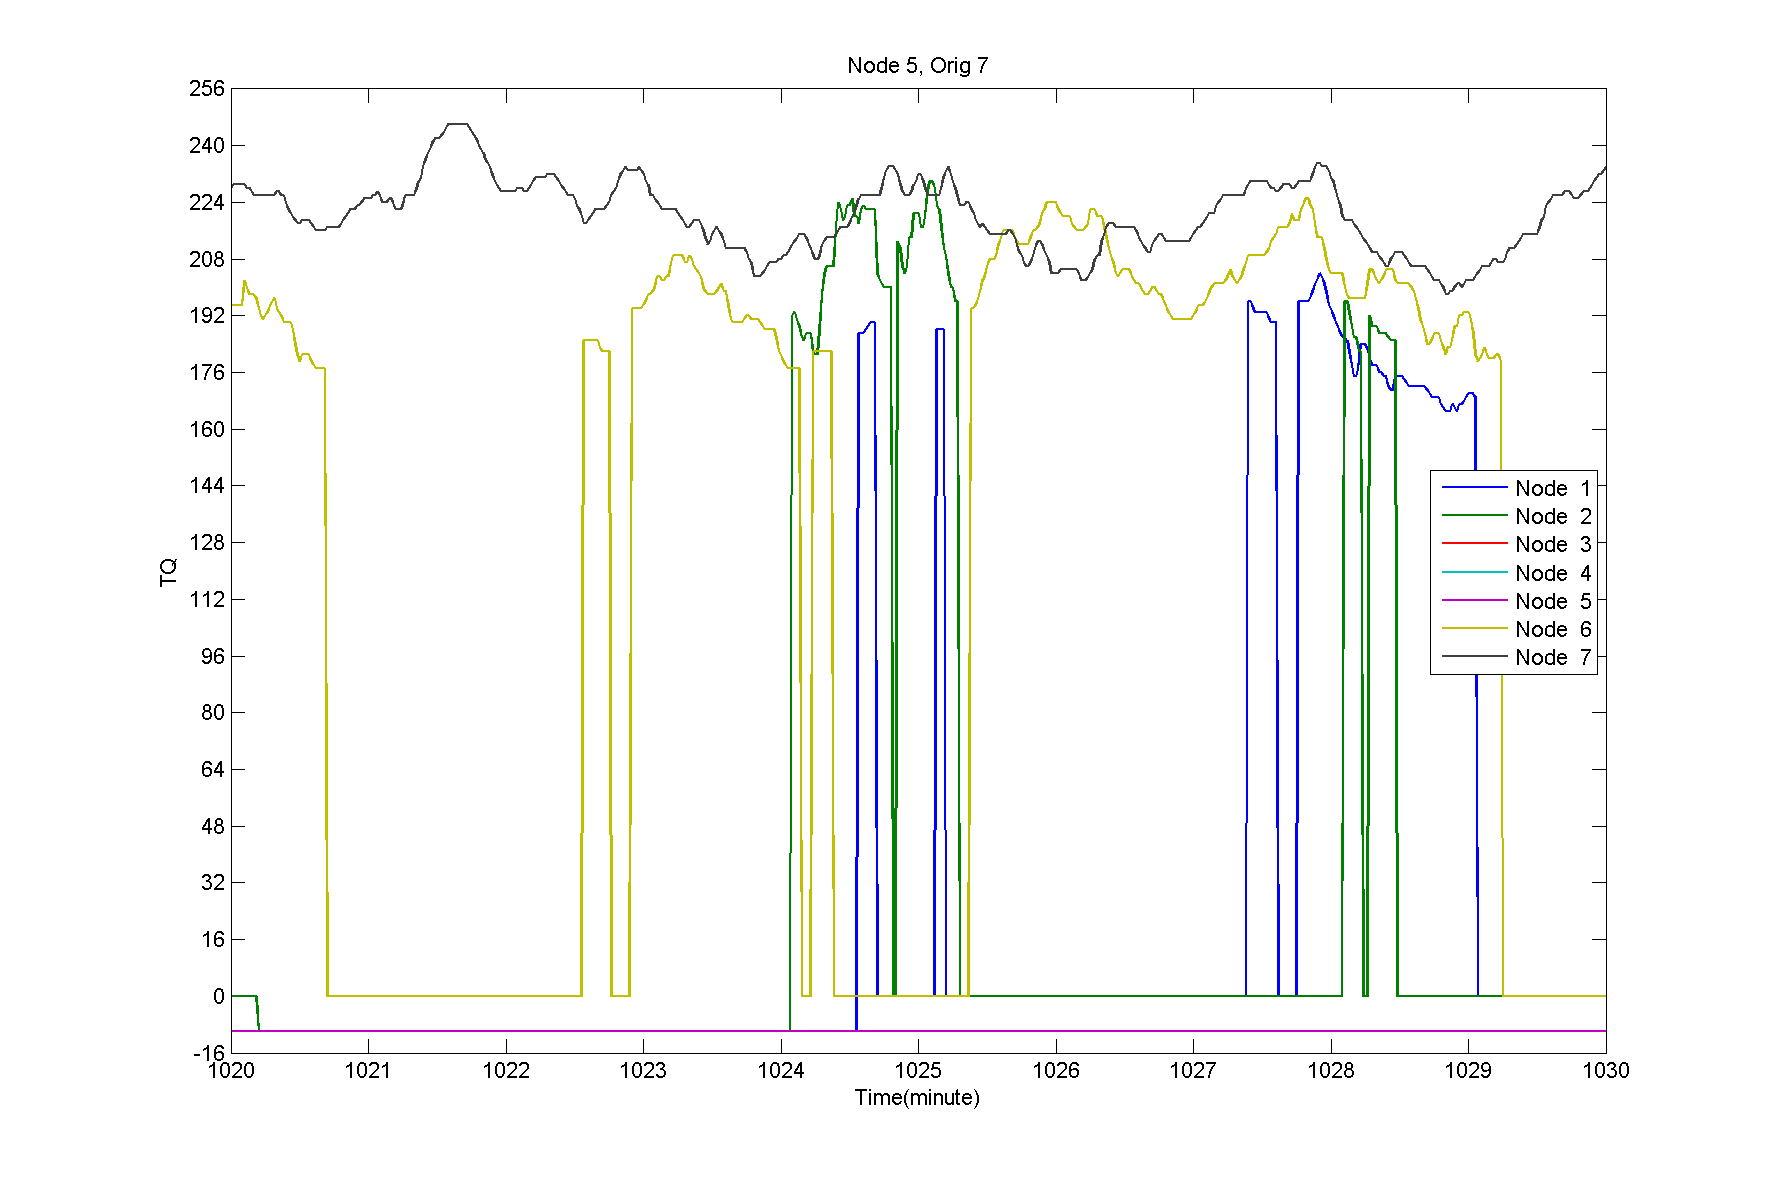 Node 5, Orig 7
256
240
224
208
192
176
160
144
128
112
96
80
64
48
32
16
0
-16
TQ
Node 1
Node 2
Node 3
Node 4
Node 5
Node 6
Node 7
1020 1021 1022 1023 1024 1025 1026 1027 1028 1029 1030
Time(minute)